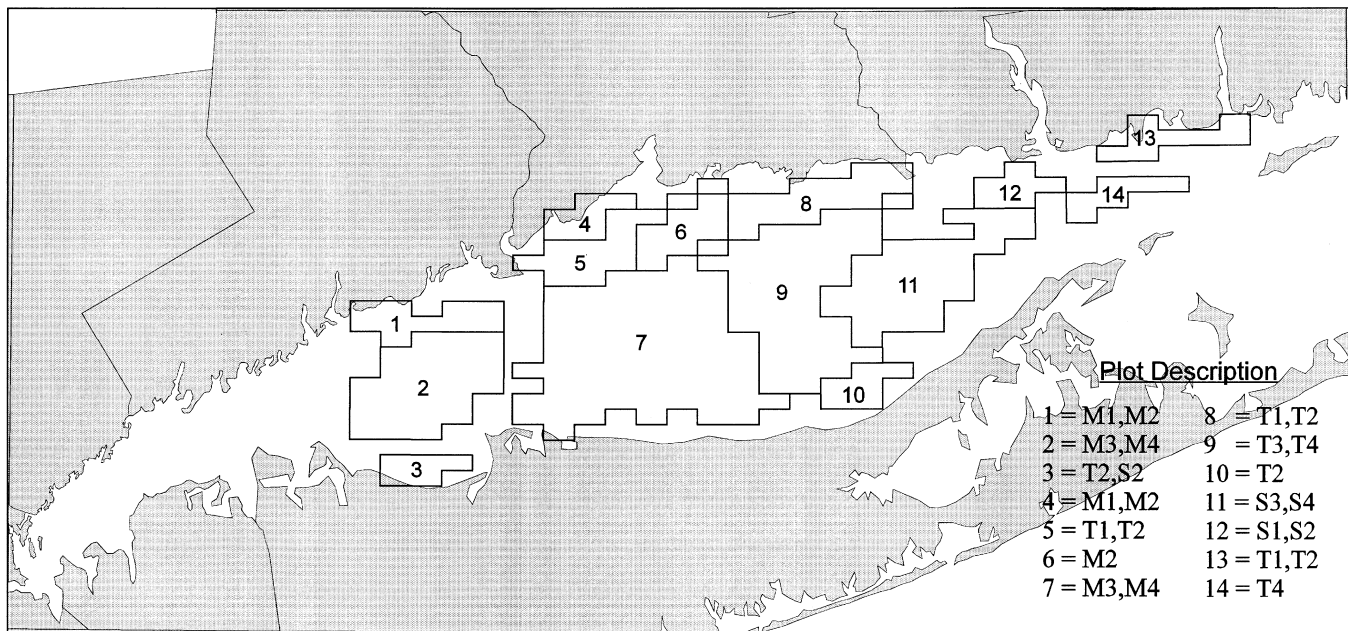 13
12
14
4
8
6
5
9
11
1
7
2
10
3
Plot Description
1 = M1,M2 8 = T1,T2
2 = M3,M4 9 = T3,T4
3 = T2,S2 10 = T2
4 = M1,M2 11 = S3,S4
5 = T1,T2 12 = S1,S2
6 = M2 13 = T1,T2
7 = M3,M4 14 = T4